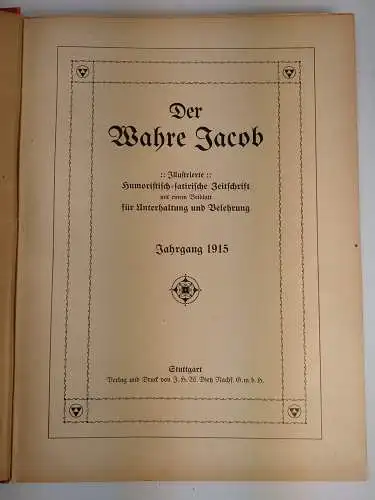 Der
Wahre Jacob
:: Illustrierte ::
Humoristisch-satirische Zeitschrift
mit einem Beiblatt
für Unterhaltung und Belehrung
Jahrgang 1915
Stuttgart
Verlag und Druck von J. H. W. Dietz Nachf. G. m. b. H.